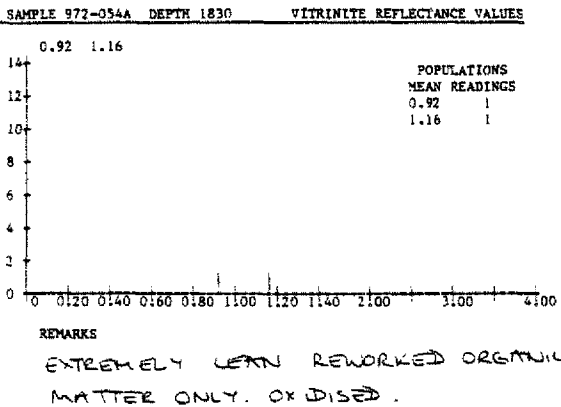 SAMPLE 972-054A DEPTH 1830 VITRINITE REFLECTANCE VALUES
0.92 1.16
POPULATIONS
MEAN READINGS
0.92 1
1.16 1
14
12
10
8
6
4
2
0
0 0.20 0.40 0.60 0.80 1.00 1.20 1.40 2.00 3.00 4.00
REMARKS
EXTREMELY LEAN REWORKED ORGANIC
MATTER ONLY. OXIDISED.